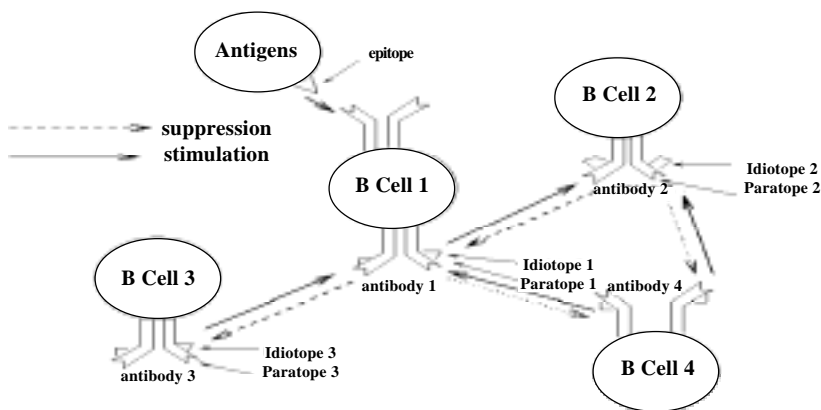 Antigens
epitope
B Cell 2
suppression
stimulation
B Cell 1
Idiotope 2
Paratope 2
antibody 2
B Cell 3
Idiotope 1
Paratope 1
antibody 4
antibody 1
Idiotope 3
Paratope 3
antibody 3
B Cell 4